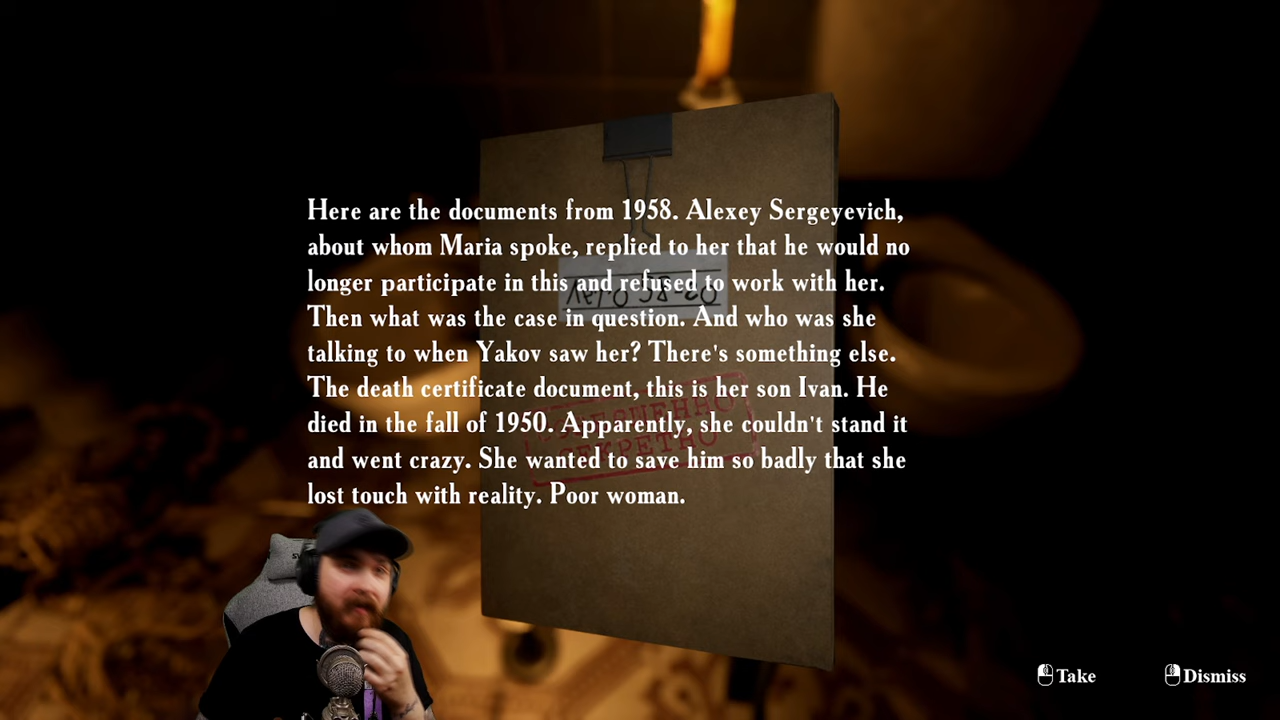 Here are the documents from 1958. Alexey Sergeyevich,
about whom Maria spoke, replied to her that he would no
longer participate in this and refused to work with her.
Then what was the case in question. And who was she
talking to when Yakov saw her? There's something else.
The death certificate document, this is her son Ivan. He
died in the fall of 1950. Apparently, she couldn't stand it
and went crazy. She wanted to save him so badly that she
lost touch with reality. Poor woman.
СЕКРЕТНО
Take
Dismiss